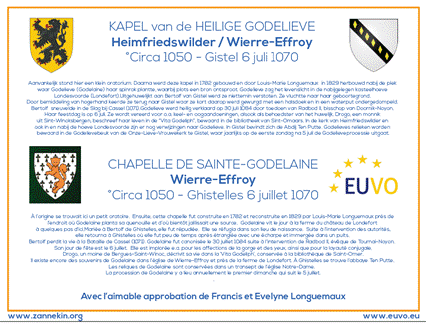 KAPEL van de HEILIGE GODELIEVE
Heimfriedswilder / Wierre-Effroy
°Circa 1050 - Gistel 6 juli 1070
Aanvankelijk stond hier een klein oratorium. Daarna werd deze kapel in 1782 gebouwd en door Louis-Marie Longuemaux in 1829 herbouwd nabij de plek
waar Godelieve (Godelaine) haar spinrok plantte, waarbij plots een bron ontsproot. Godelieve zag het levenslicht in de nabijgelegen kasteelhoeve
Londesvoorde (Londefort). Uitgehuwelijkt aan Bertolf van Gistel werd ze niettemin verstoten. Ze vluchtte naar haar geboortegrond.
Door bemiddeling van hogerhand keerde ze terug naar Gistel waar ze kort daarop werd gewurgd met een halsdoek en in een waterput ondergedompeld.
Bertolf sneuvelde in de Slag bij Cassel (1071). Godelieve werd heilig verklaard op 30 juli 1084 door toedoen van Radbod II, bisschop van Doornik-Noyon.
Haar feestdag is op 6 juli. Ze wordt vereerd voor o.a. keel- en oogaandoeningen, alsook als behoedster van het huwelijk. Drogo, een monnik
uit Sint-Winoksbergen, beschreef haar leven in de "Vita Godeliph", bewaard in de bibliotheek van Sint-Omaars. In de kerk van Heimfriedswilder en
ook in en nabij de hoeve Londesvoorde zijn er nog verwijzingen naar Godelieve. In Gistel bevindt zich de Abdij Ten Putte. Godelieves relieken worden
bewaard in de Godelievekerk van de Onze-Lieve-Vrouwekerk te Gistel, waar jaarlijks op de eerste zondag na 5 juli de Godelieveprocessie uitgaat.
CHAPELLE DE SAINTE-GODELAINE
Wierre-Effroy
°Circa 1050 - Ghistelles 6 juillet 1070
EUVO
À l'origine se trouvait ici un petit oratoire. Ensuite, cette chapelle fut construite en 1782 et reconstruite en 1829 par Louis-Marie Longuemaux près de
l'endroit où Godelaine planta sa quenouille et d'où bientôt jaillissait une source. Godelaine vit le jour à la ferme du château de Londefort
à quelques pas d'ici. Mariée à Bertolf de Ghistelles, elle fut répudiée. Elle se réfugia dans son lieu de naissance. Suite à l'intervention des autorités,
elle retourna à Ghistelles où elle fut peu de temps après étranglée avec une écharpe et immergée dans un puits.
Bertolf perdit la vie à la Bataille de Cassel (1071). Godelaine fut canonisée le 30 juillet 1084 suite à l'intervention de Radbod II, évêque de Tournai-Noyon.
Son jour de fête est le 6 juillet. Elle est implorée e.a. pour les affections de la gorge et des yeux, ainsi que pour la loyauté conjugale.
Drogo, un moine de Bergues-Saint-Winoc, décrivit sa vie dans la 'Vita Godeliph', conservée à la bibliothèque de Saint-Omer.
Il existe encore des souvenirs de Godelaine dans l'église de Wierre-Effroy et près de la ferme de Londefort. À Ghistelles se trouve l'abbaye Ten Putte.
Les reliques de Godelaine sont conservées dans un transept de l'église Notre-Dame.
La procession de Godelaine y a lieu annuellement le premier dimanche qui suit le 5 juillet.
Avec l'aimable approbation de Francis et Evelyne Longuemaux
www.zannekin.org
www.euvo.eu